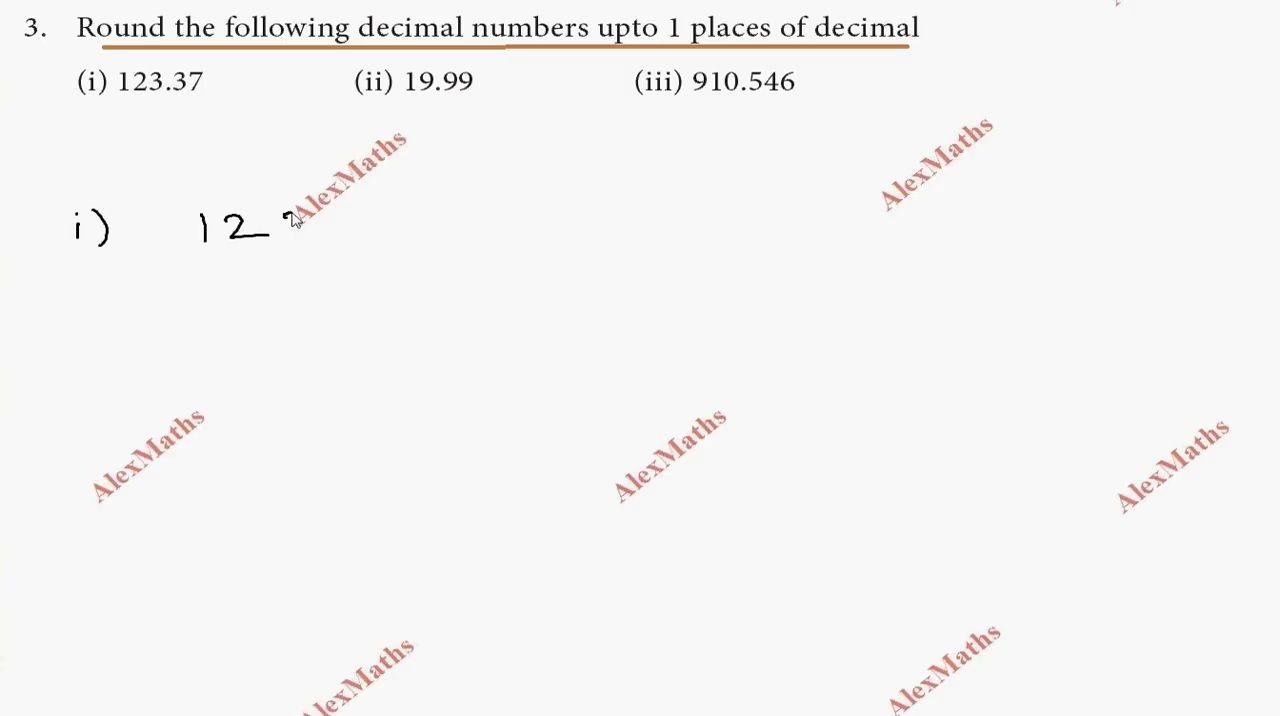 3. Round the following decimal numbers upto 1 places of decimal
(i) 123.37 (ii) 19.99 (iii) 910.546
AlexMaths
AlexMaths
i) 12
AlexMaths
AlexMaths
AlexMaths
AlexMaths
AlexMaths